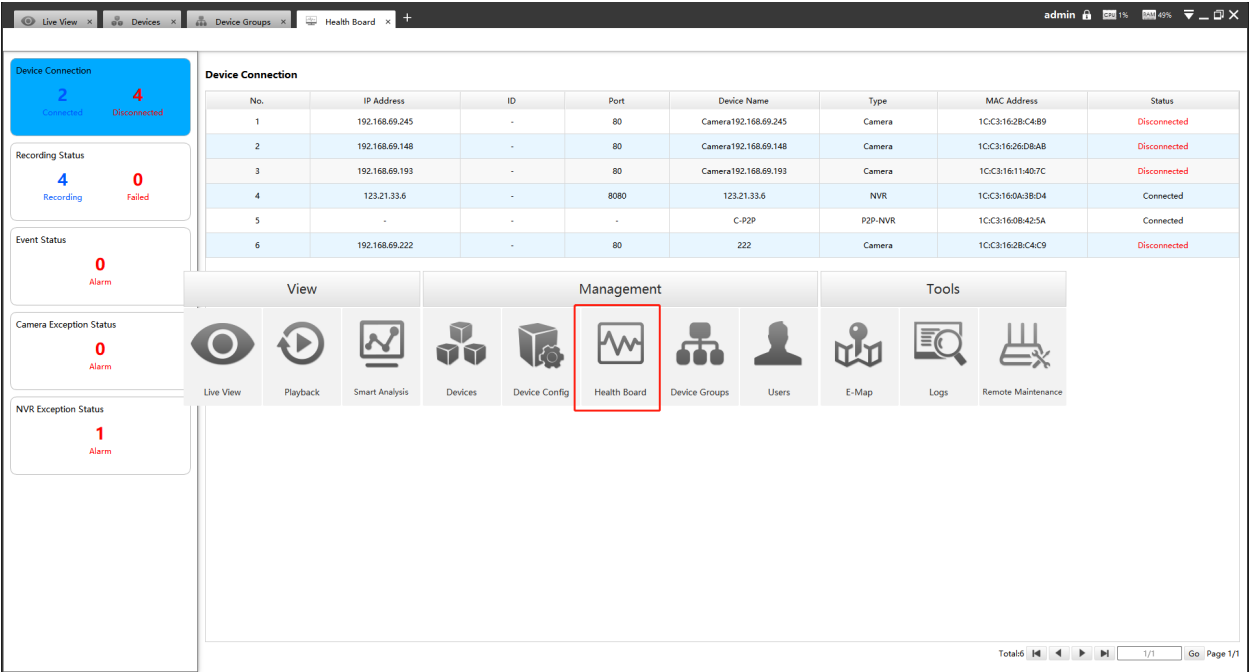 Live View × Devices × Device Groups × Health Board × +
admin CPU 1% RAM 49%
Device Connection
2 4
Connected Disconnected
Recording Status
4 0
Recording Failed
Event Status
0
Alarm
Camera Exception Status
0
Alarm
NVR Exception Status
1
Alarm
Device Connection
No. IP Address ID Port Device Name Type MAC Address Status
1 192.168.69.245 - 80 Camera192.168.69.245 Camera 1C:C3:16:2B:C4:B9 Disconnected
2 192.168.69.148 - 80 Camera192.168.69.148 Camera 1C:C3:16:26:D8:AB Disconnected
3 192.168.69.193 - 80 Camera192.168.69.193 Camera 1C:C3:16:11:40:7C Disconnected
4 123.21.33.6 - 8080 123.21.33.6 NVR 1C:C3:16:0A:3B:D4 Connected
5 - - - C-P2P P2P-NVR 1C:C3:16:0B:42:5A Connected
6 192.168.69.222 - 80 222 Camera 1C:C3:16:2B:C4:C9 Disconnected
View Management Tools
Live View Playback Smart Analysis Devices Device Config Health Board Device Groups Users E-Map Logs Remote Maintenance
Total:6 1/1 Go Page 1/1